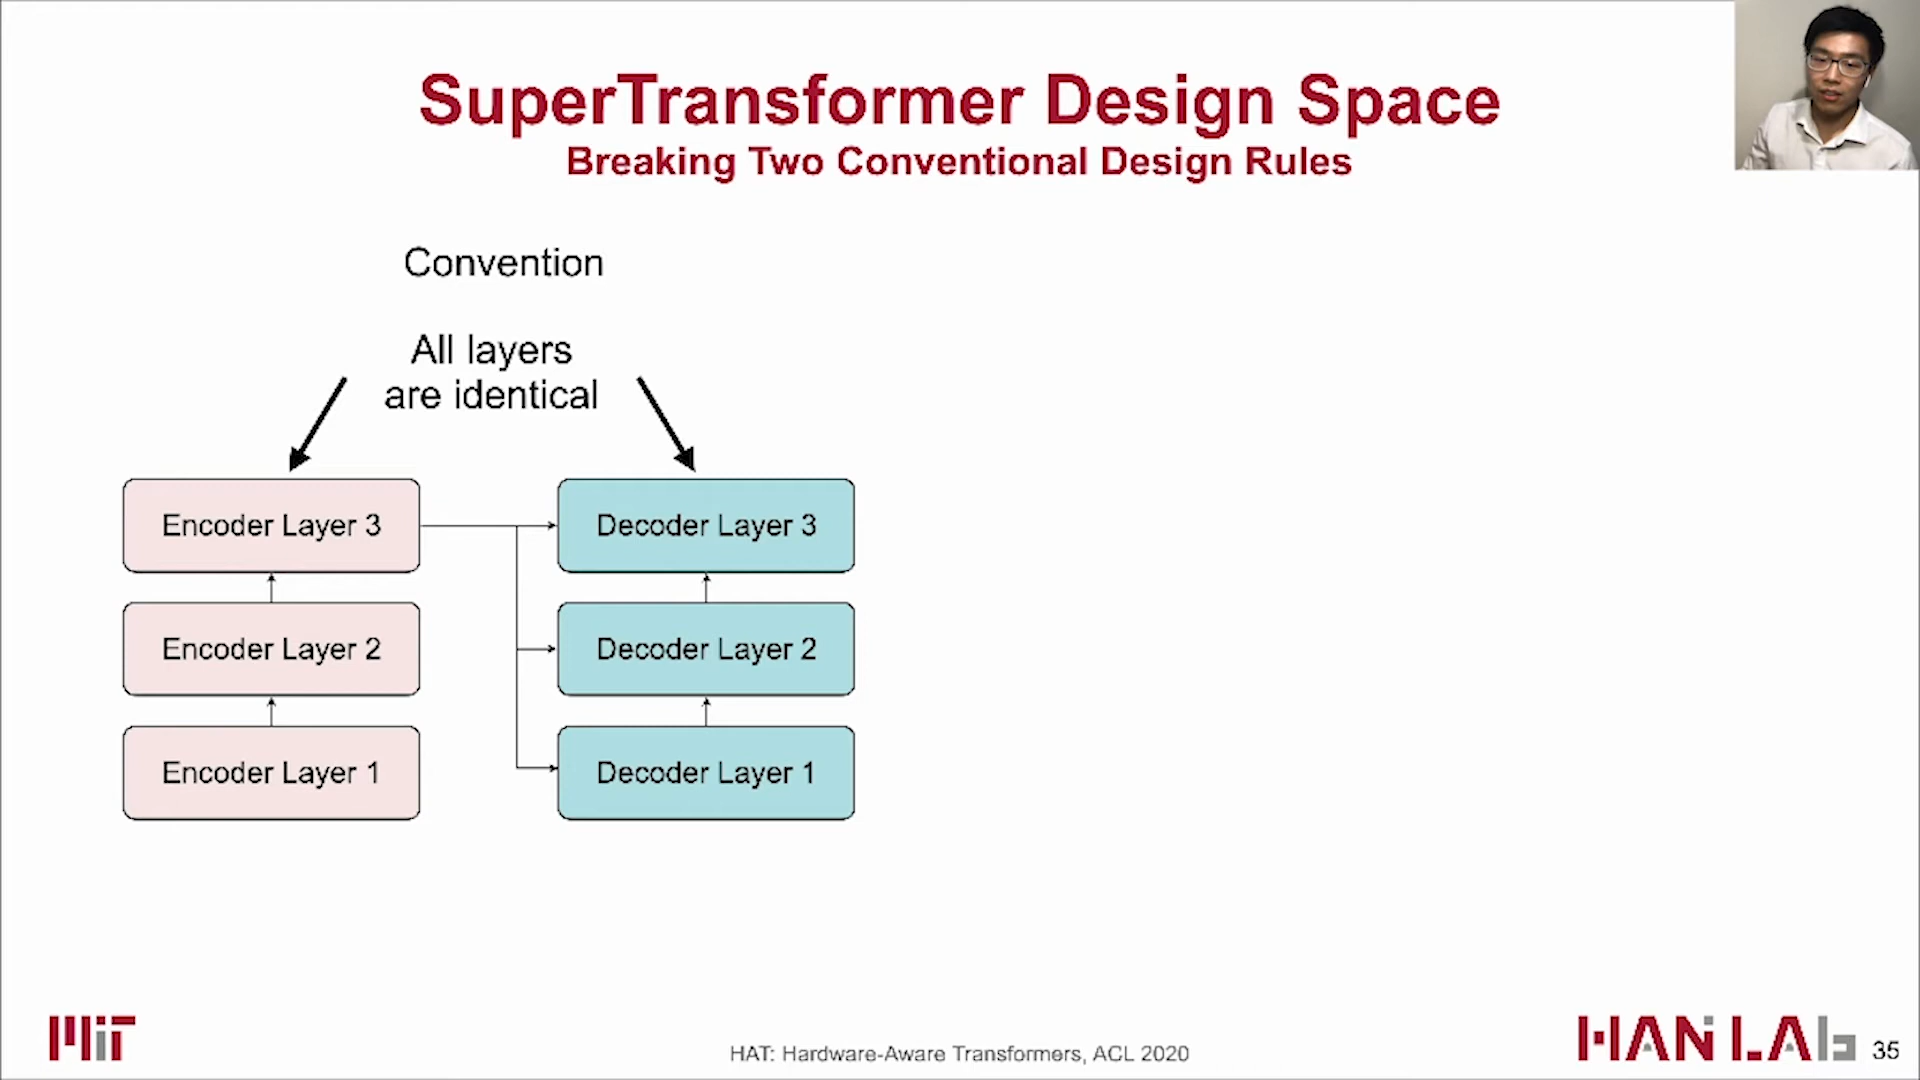 SuperTransformer Design Space
Breaking Two Conventional Design Rules
Convention
All layers
are identical
Encoder Layer 3
Decoder Layer 3
Encoder Layer 2
Decoder Layer 2
Encoder Layer 1
Decoder Layer 1
MIT
HAT: Hardware-Aware Transformers, ACL 2020
HAN LAb
35